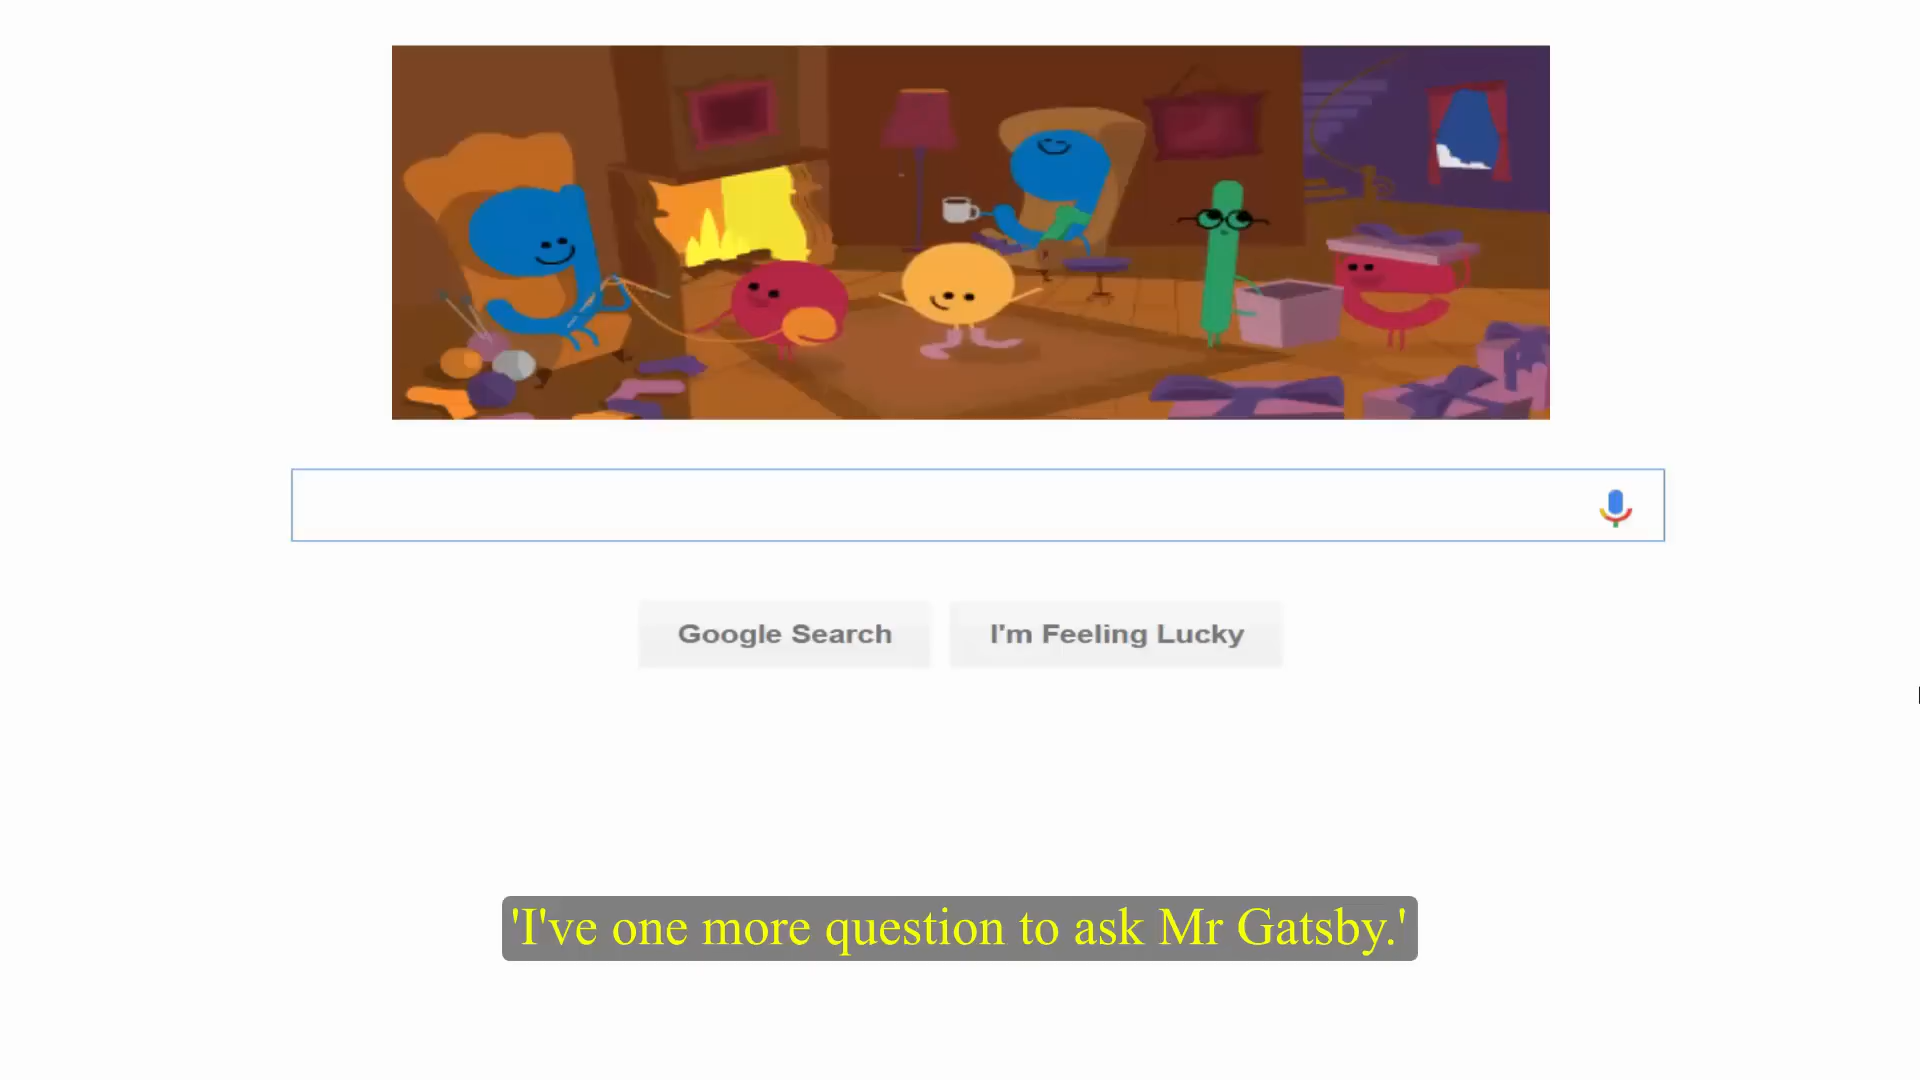 Google Search
I'm Feeling Lucky
'I've one more question to ask Mr Gatsby.'